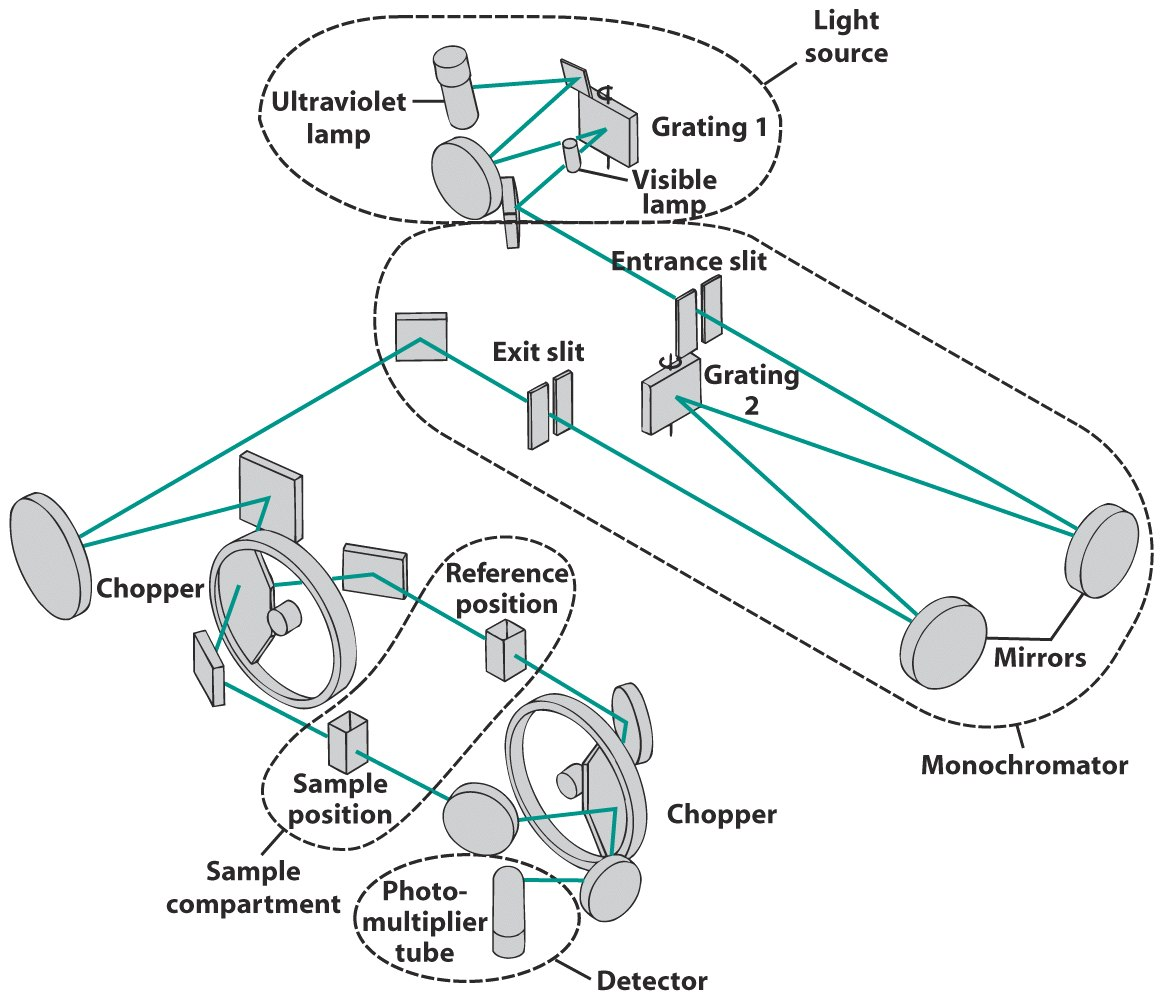 Light
source
Ultraviolet
lamp
Grating 1
Visible
lamp
Entrance slit
Exit slit
Grating
2
Chopper
Reference
position
Mirrors
Monochromator
Sample
position
Chopper
Sample
compartment
Photo-
multiplier
tube
Detector